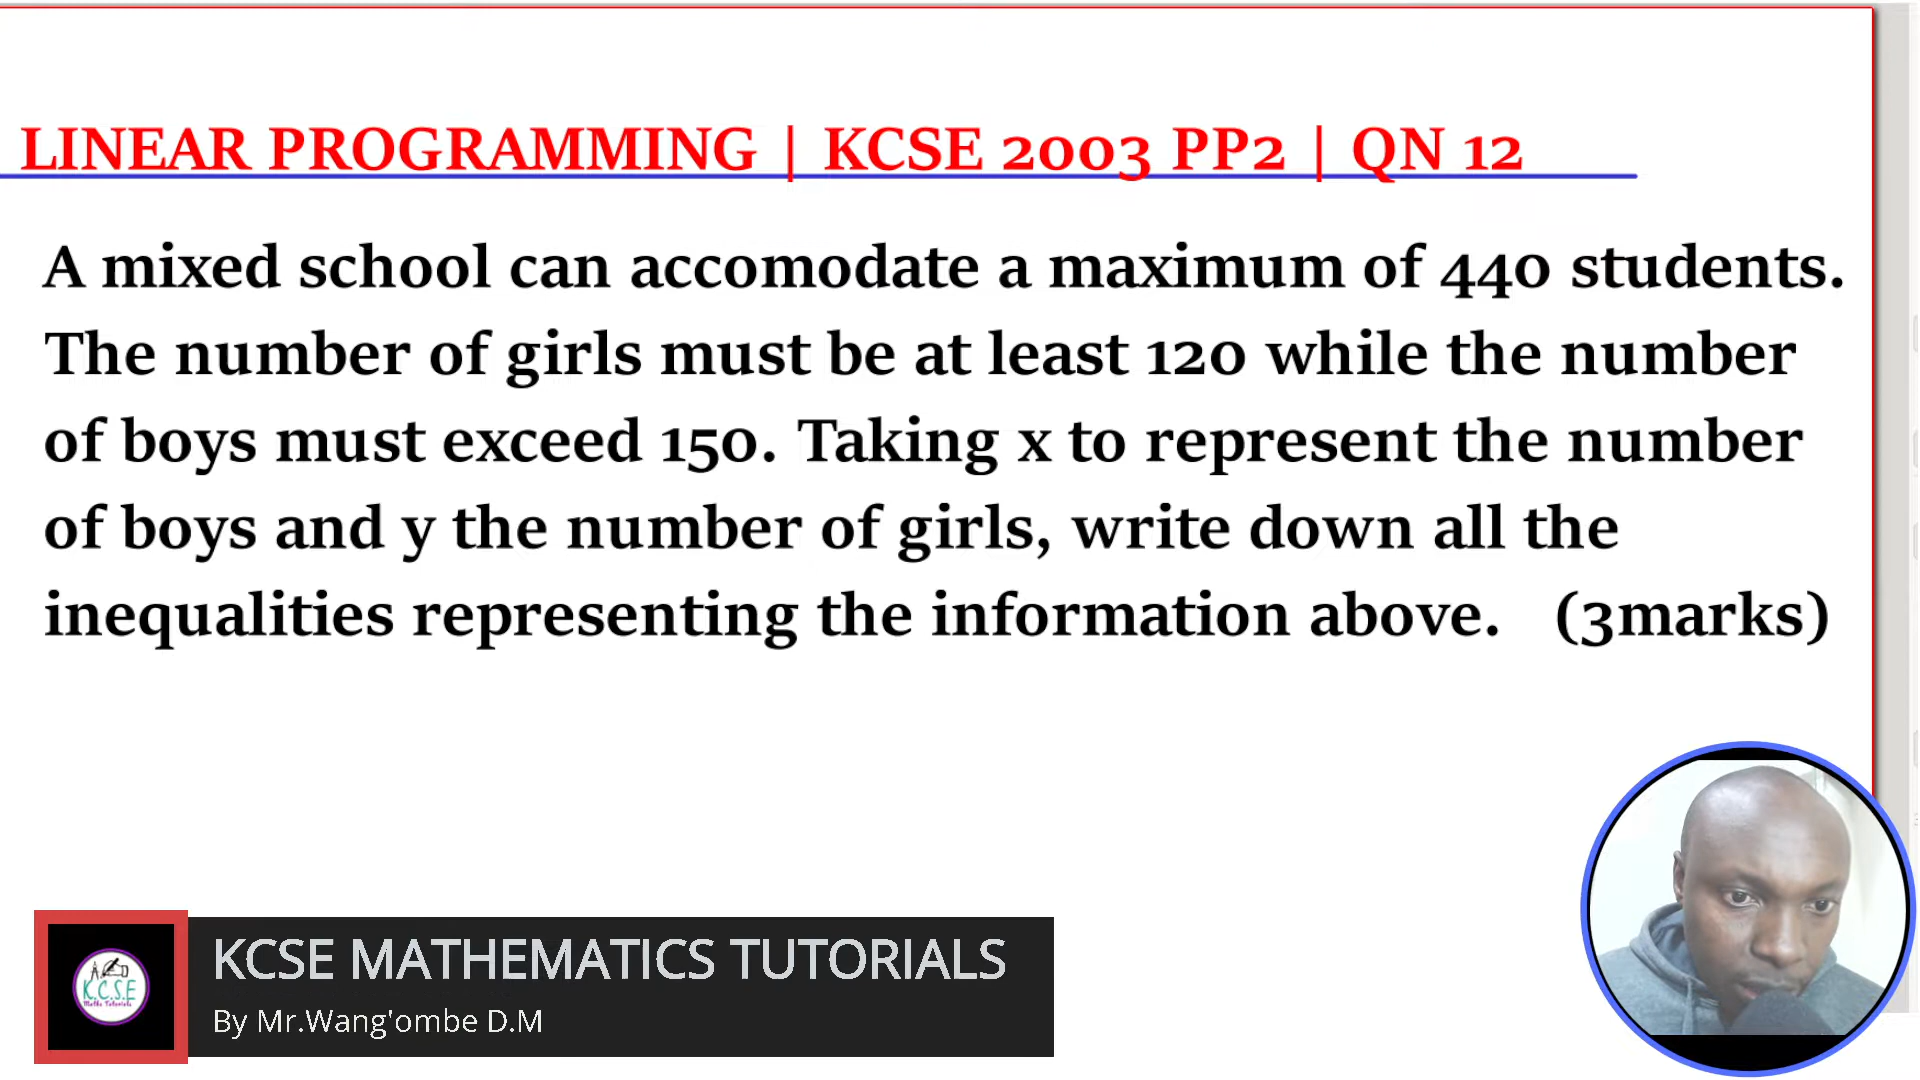 LINEAR PROGRAMMING | KCSE 2003 PP2 | QN 12
A mixed school can accomodate a maximum of 440 students.
The number of girls must be at least 120 while the number
of boys must exceed 150. Taking x to represent the number
of boys and y the number of girls, write down all the
inequalities representing the information above. (3marks)
K.C.S.E
Maths Tutorials
KCSE MATHEMATICS TUTORIALS
By Mr.Wang'ombe D.M